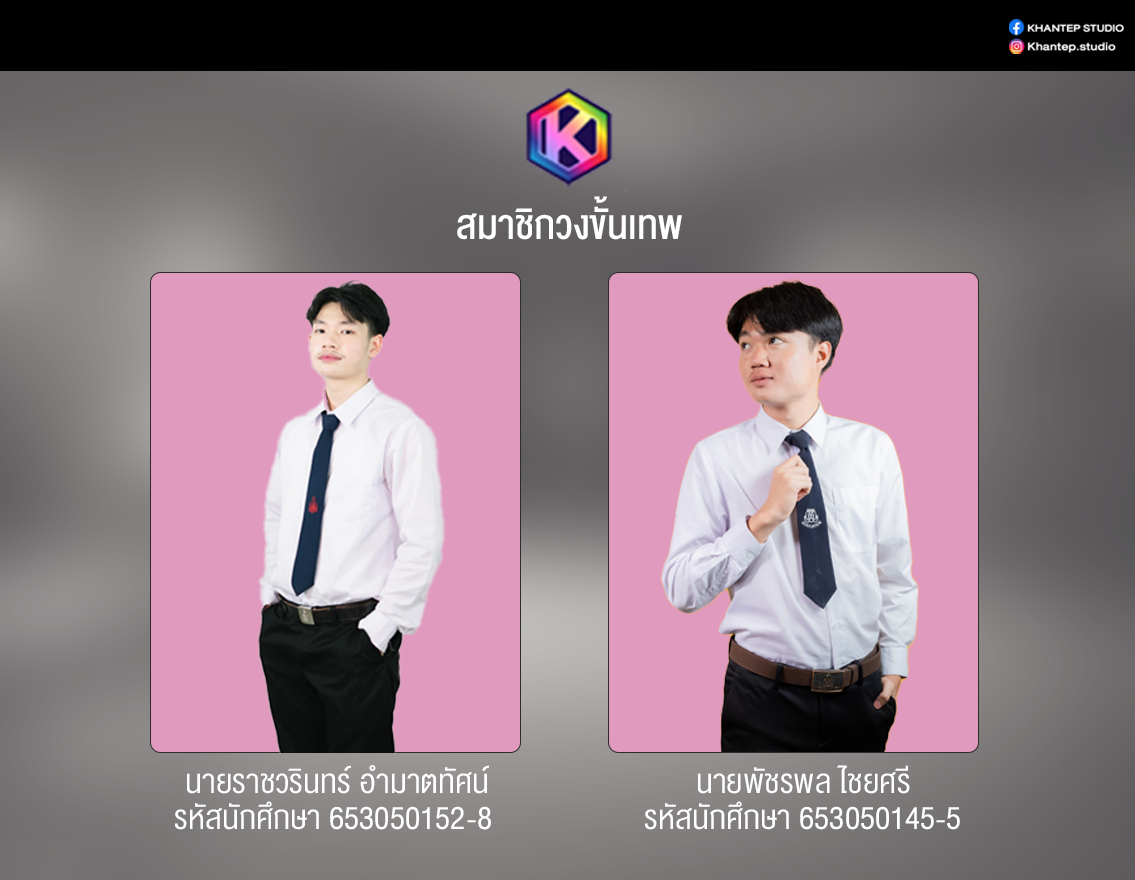 KHANTEP STUDIO
Khantep.studio
K
สมาชิกวงขั้นเทพ
นายราชวรินทร์ อำมาตทัศน์
รหัสนักศึกษา 653050152-8
นายพัชรพล ไชยศรี
รหัสนักศึกษา 653050145-5